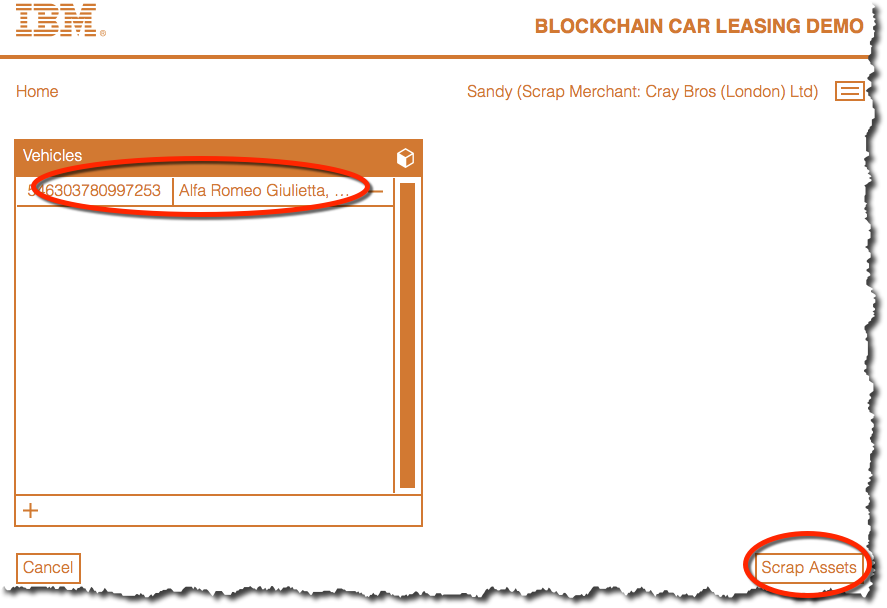 IBM®
BLOCKCHAIN CAR LEASING DEMO
Home
Sandy (Scrap Merchant: Cray Bros (London) Ltd)
Vehicles
546303780997253 Alfa Romeo Giulietta, ...
Cancel
Scrap Assets